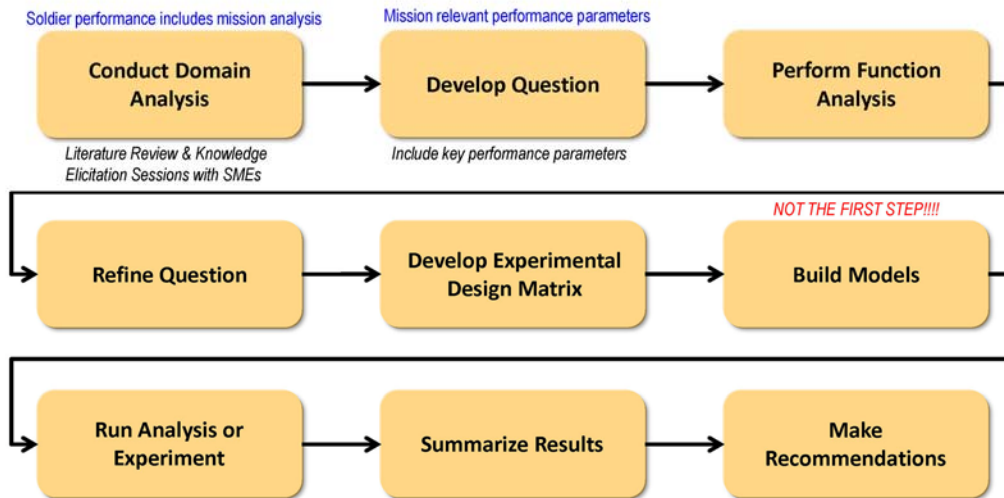 Soldier performance includes mission analysis
Mission relevant performance parameters
Conduct Domain
Analysis
Develop Question
Perform Function
Analysis
Literature Review & Knowledge
Elicitation Sessions with SMEs
Include key performance parameters
NOT THE FIRST STEP!!!!
Refine Question
Develop Experimental
Design Matrix
Build Models
Run Analysis or
Experiment
Summarize Results
Make
Recommendations